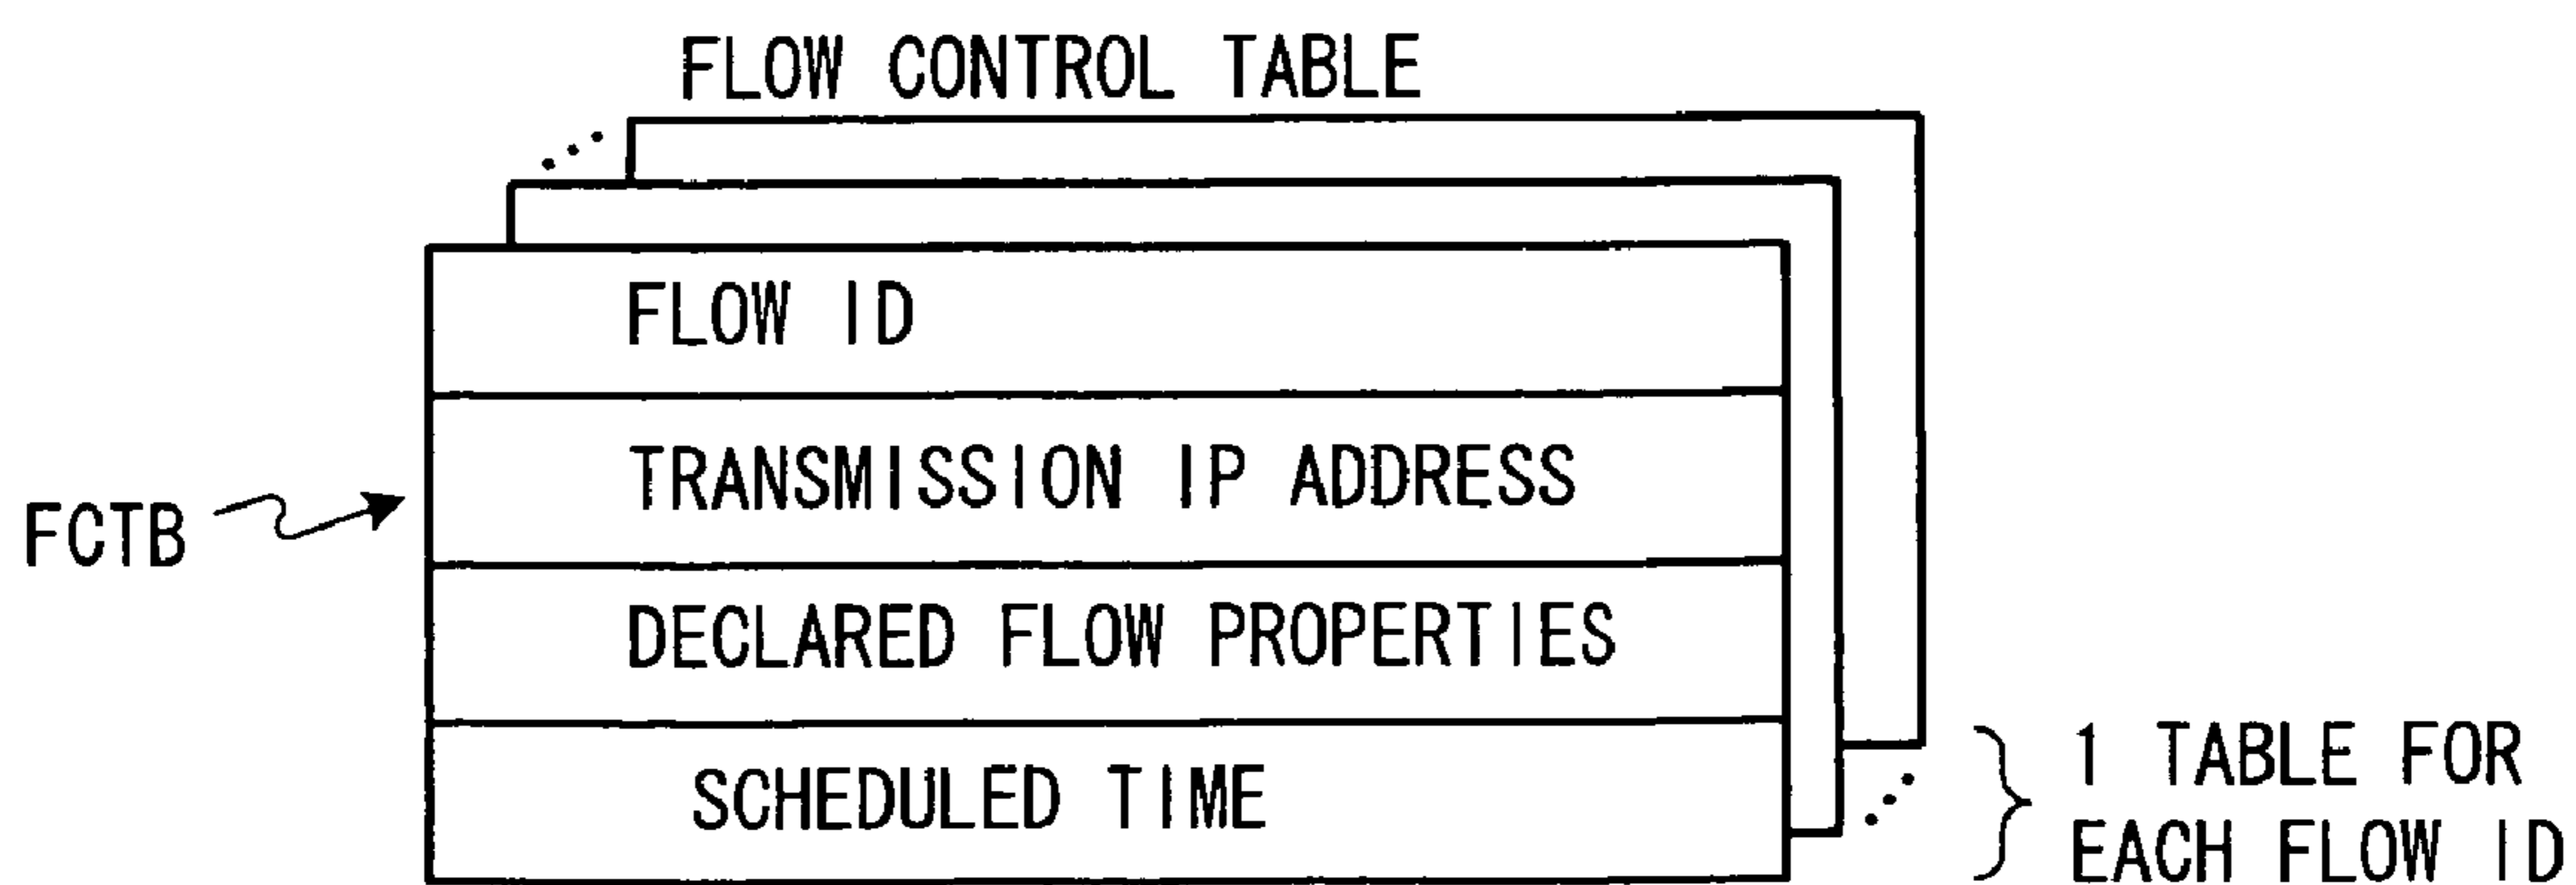 FLOW CONTROL TABLE
FLOW ID
TRANSMISSION IP ADDRESS
FCTB
DECLARED FLOW PROPERTIES
SCHEDULED TIME
1 TABLE FOR
EACH FLOW ID